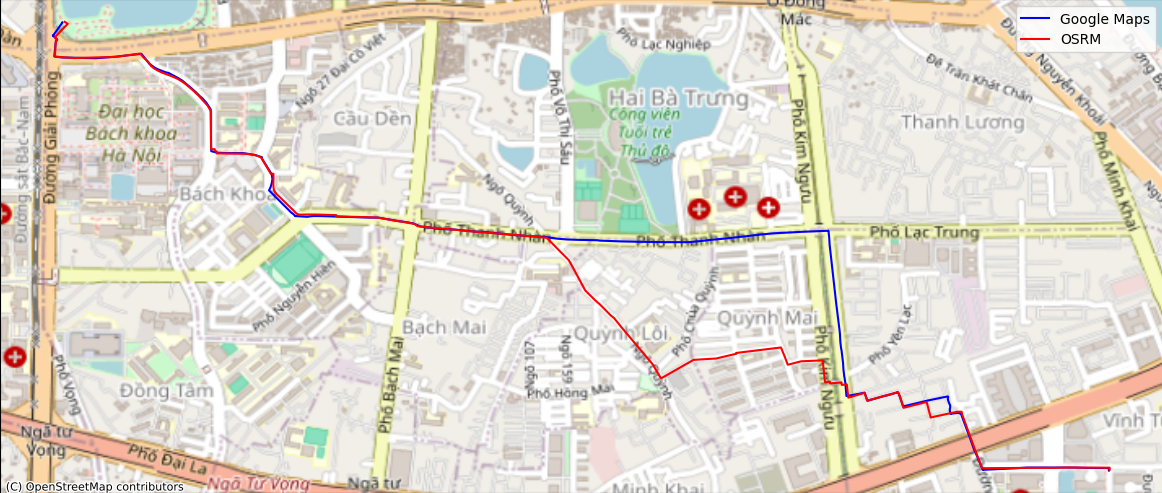 Google Maps
OSRM
Ô Đông
Mác
Phố Lạc Nghiệp
Ngõ 27 Đại Cồ Việt
Đê Trần Khát Chân
Nguyễn Khoái
Đường sắt Bắc-Nam
Đường Giải Phóng
Đại học
Bách khoa
Hà Nội
Cầu Dền
Phố Võ Thị Sáu
Hai Bà Trưng
Công viên
Tuổi trẻ
Thủ đô
Phố Kim Ngưu
Thanh Lương
Phố Minh Khai
Bách Khoa
Ngõ Quỳnh
Phố Thanh Nhàn
Phố Thanh Nhàn
Phố Lạc Trung
Phố Nguyễn Hiền
Bạch Mai
Quỳnh Lôi
Phố Chùa Quỳnh
Quỳnh Mai
Phố Yên Lạc
Phố Kim Ngưu
Phố Vọng
Đồng Tâm
Phố Bạch Mai
Ngõ 107
Ngõ 159
Ngõ Quỳnh
Phố Hồng Mai
Ngã tư
Vọng
Phố Đại La
Ngã Tư Vọng
Ngã tư
Minh Khai
Vĩnh T
(C) OpenStreetMap contributors